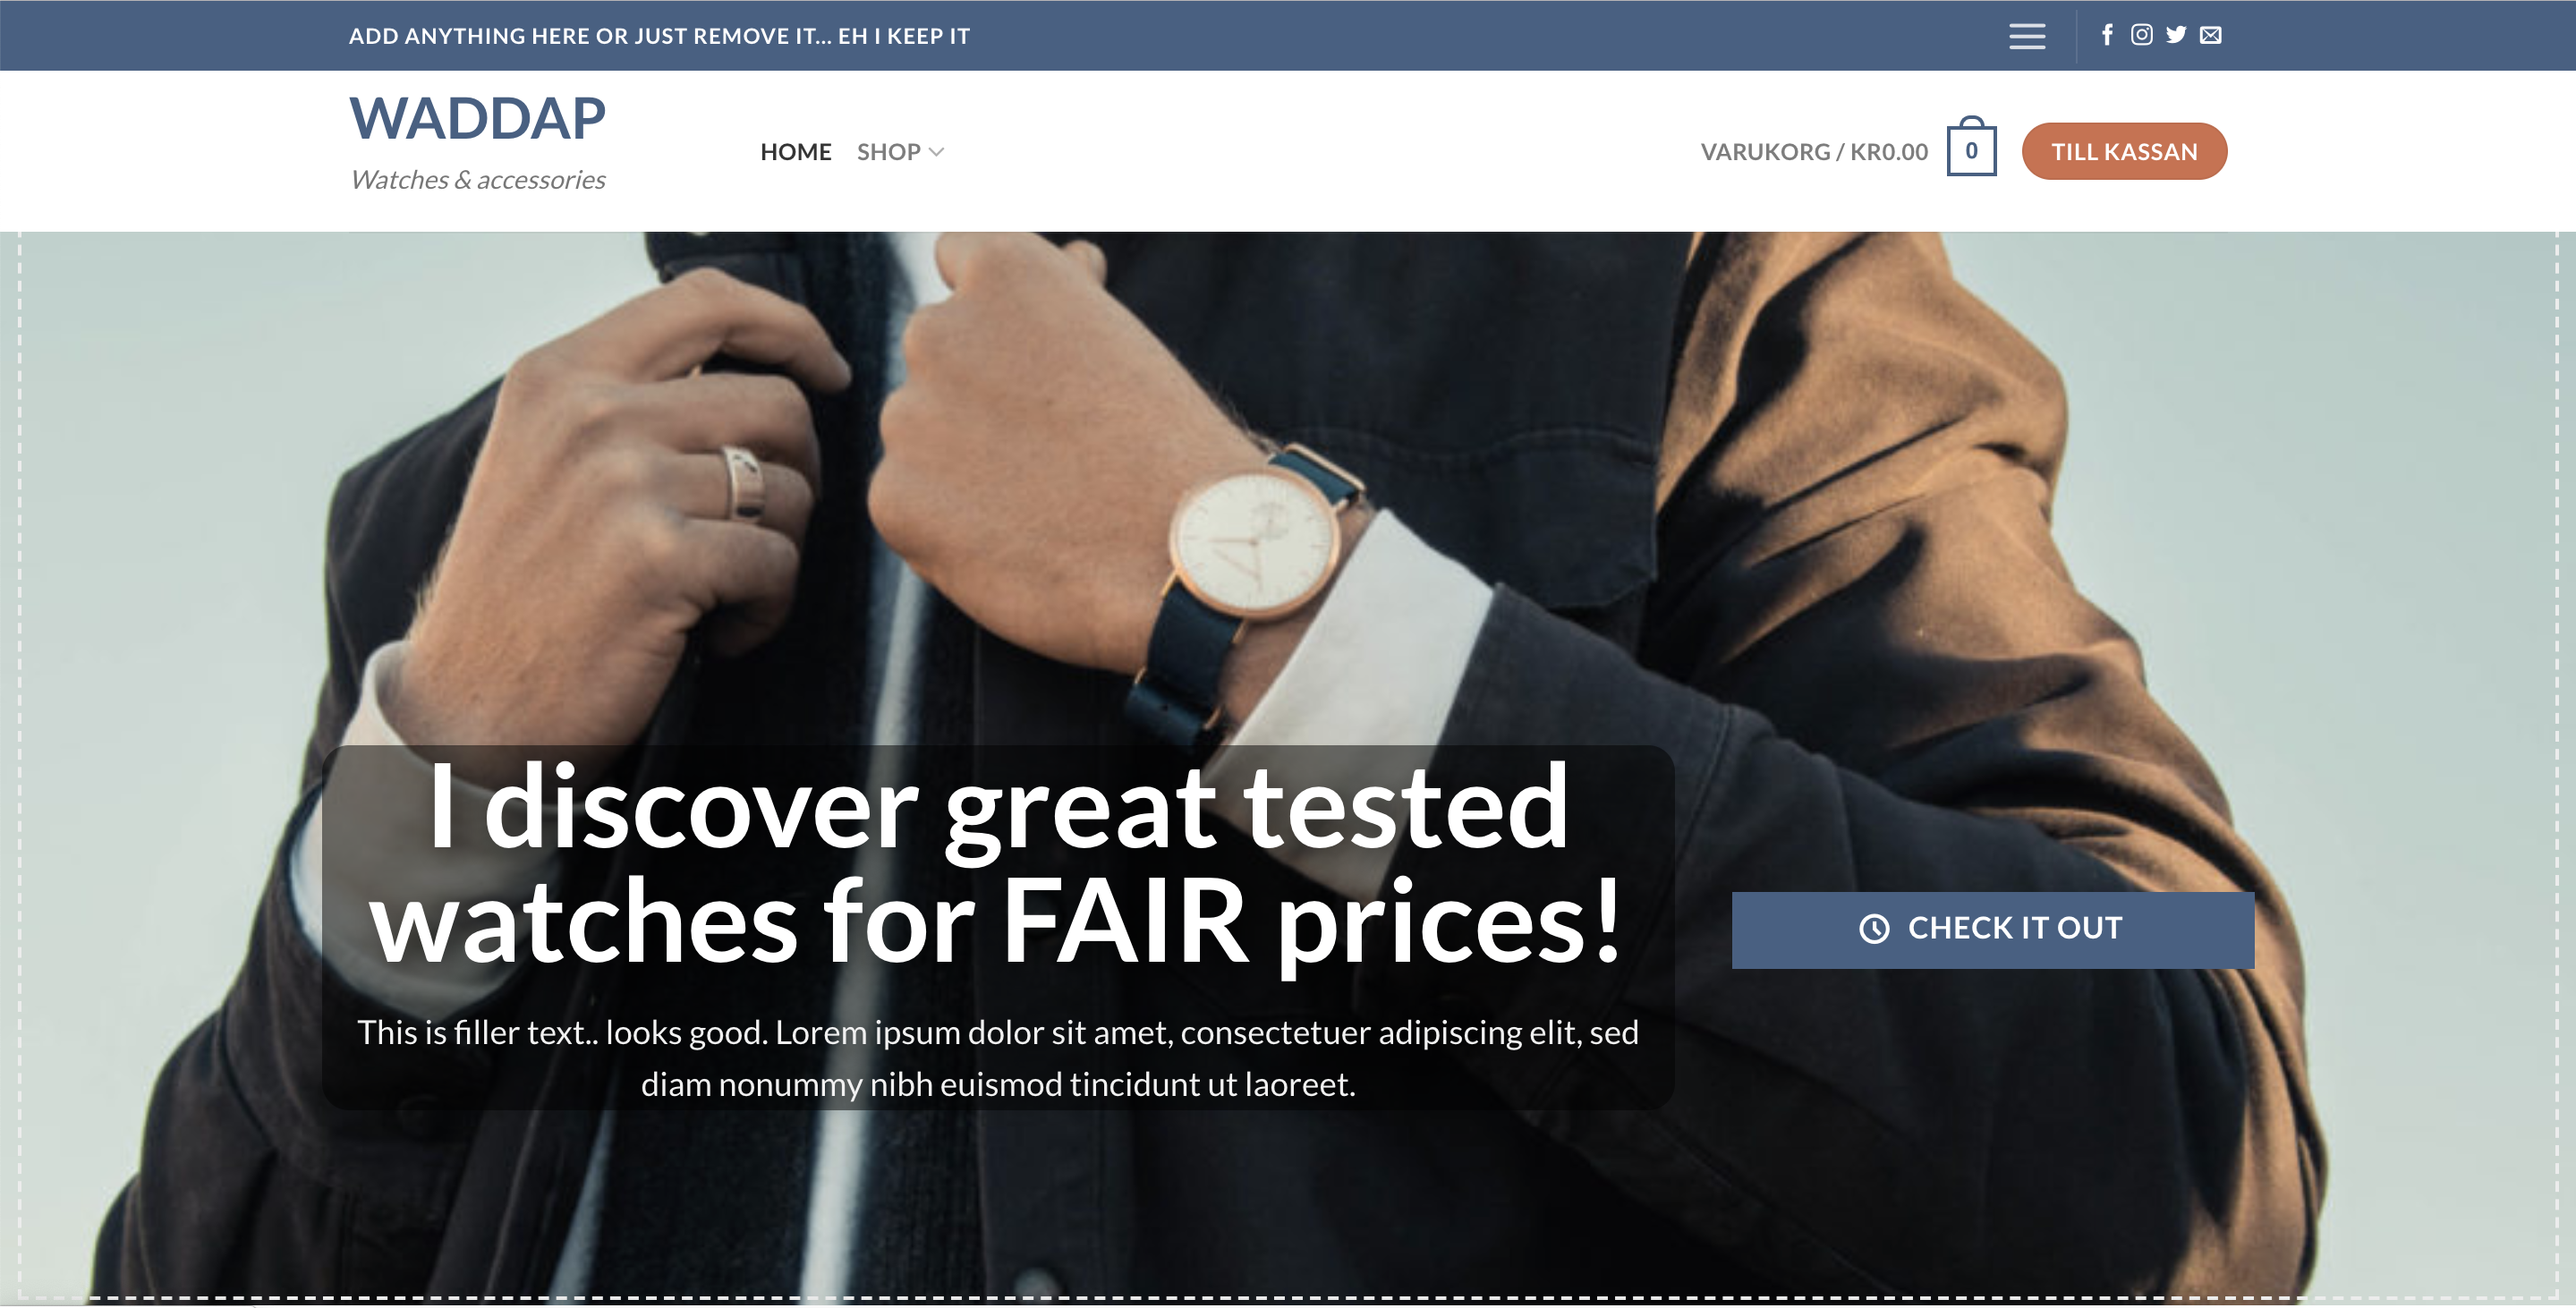 ADD ANYTHING HERE OR JUST REMOVE IT... EH I KEEP IT
WADDAP
Watches & accessories
HOME SHOP
VARUKORG / KR0.00 0 TILL KASSAN
I discover great tested
watches for FAIR prices!
This is filler text.. looks good. Lorem ipsum dolor sit amet, consectetuer adipiscing elit, sed
diam nonummy nibh euismod tincidunt ut laoreet.
CHECK IT OUT